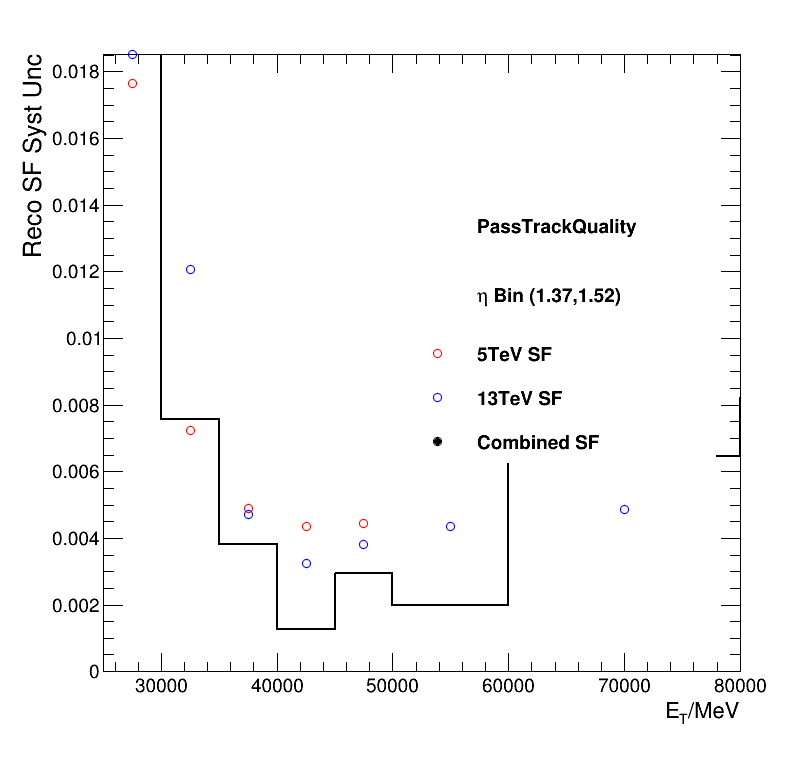 Reco SF Syst Unc
0.018
0.016
0.014
0.012
0.01
0.008
0.006
0.004
0.002
0
PassTrackQuality
η Bin (1.37,1.52)
5TeV SF
13TeV SF
Combined SF
30000 40000 50000 60000 70000 80000
E_T/MeV